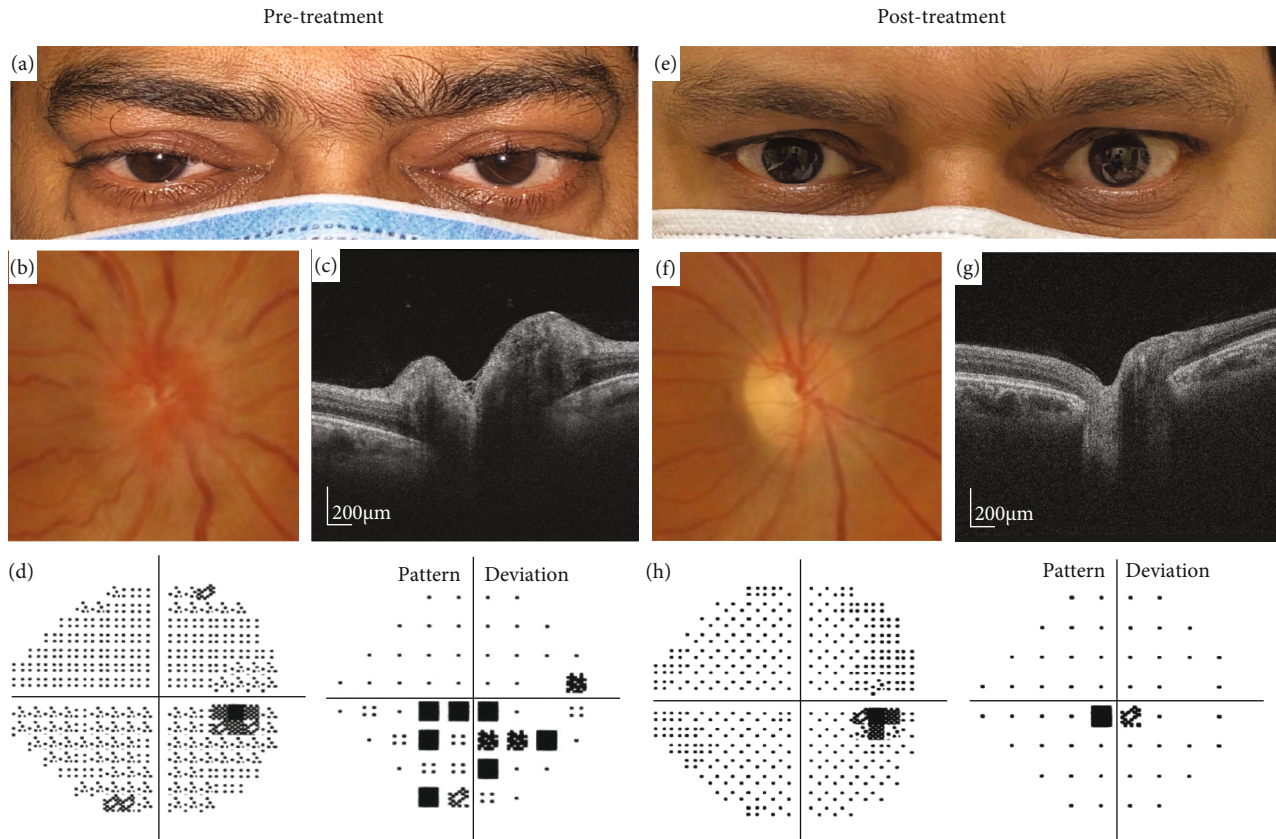 Pre-treatment
Post-treatment
(a)
(e)
(b)
(c)
200μm
(f)
(g)
200μm
(d)
Pattern
Deviation
(h)
Pattern
Deviation